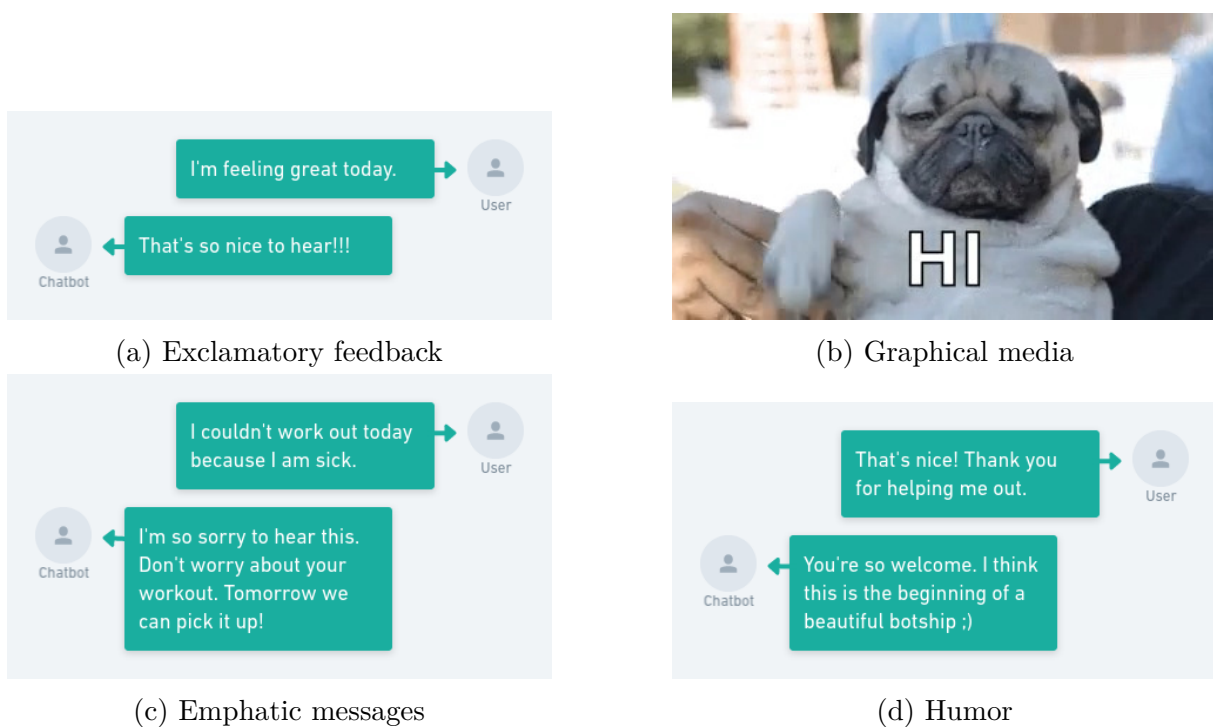 I'm feeling great today.
User
That's so nice to hear!!!
Chatbot
(a) Exclamatory feedback
HI
(b) Graphical media
I couldn't work out today
because I am sick.
User
I'm so sorry to hear this.
Don't worry about your
workout. Tomorrow we
can pick it up!
Chatbot
(c) Emphatic messages
That's nice! Thank you
for helping me out.
User
You're so welcome. I think
this is the beginning of a
beautiful botship ;)
Chatbot
(d) Humor